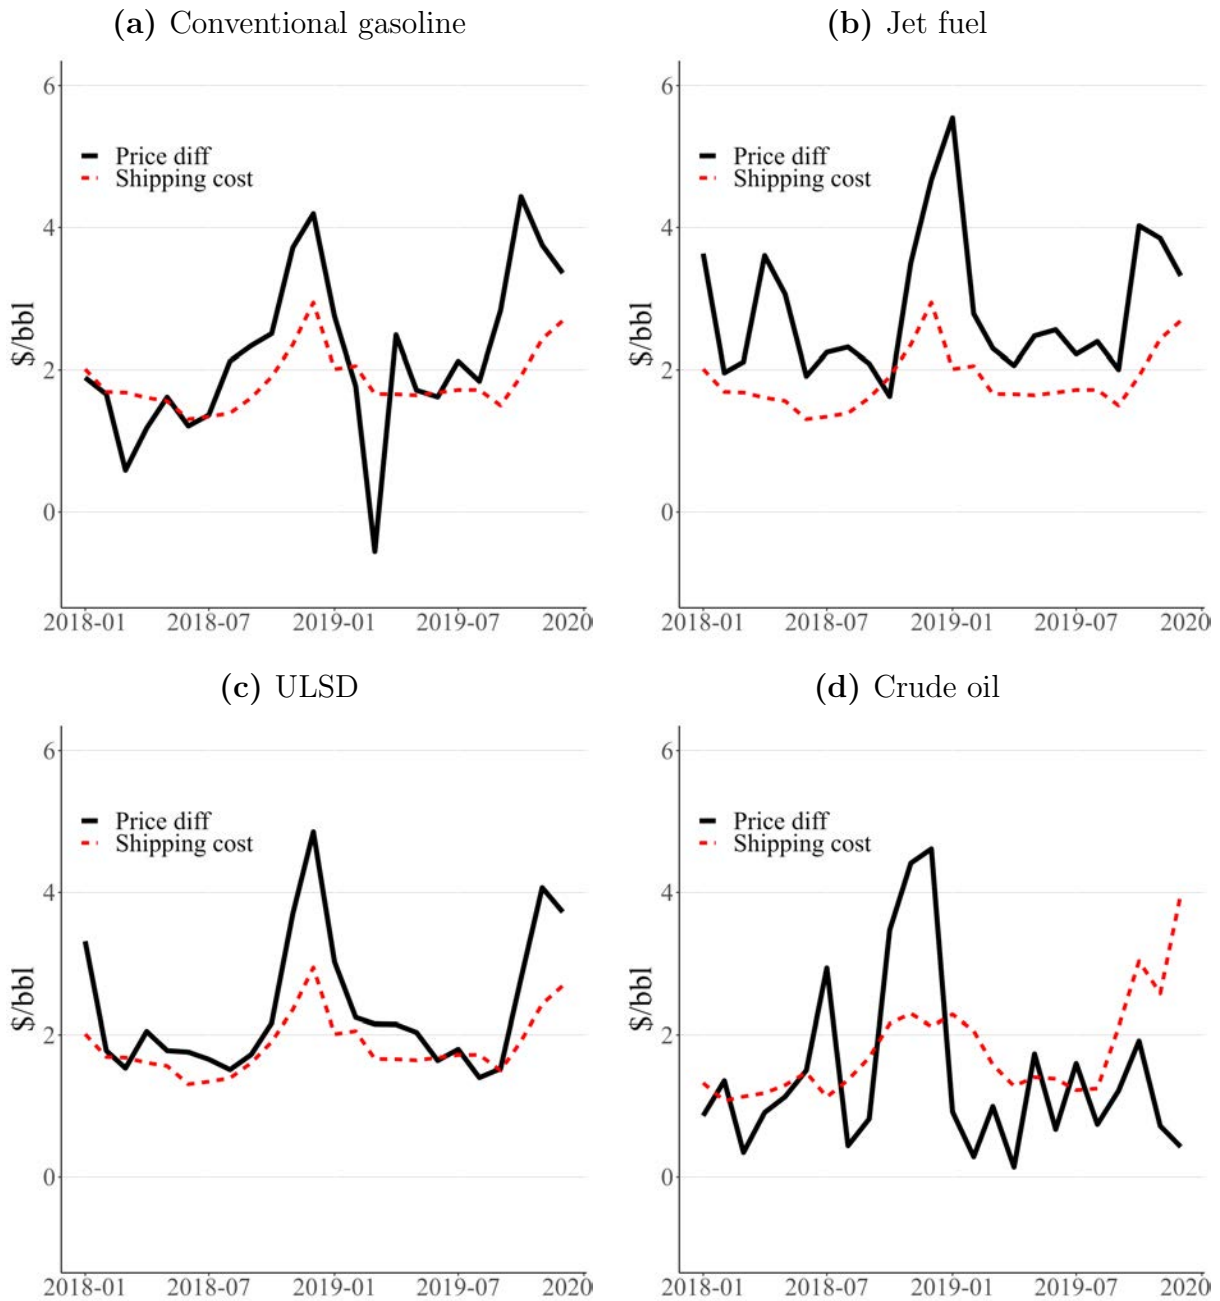 (a) Conventional gasoline
6
4
2
0
$/bbl
Price diff
Shipping cost
2018-01 2018-07 2019-01 2019-07 2020
(b) Jet fuel
6
4
2
0
$/bbl
Price diff
Shipping cost
2018-01 2018-07 2019-01 2019-07 2020
(c) ULSD
6
4
2
0
$/bbl
Price diff
Shipping cost
2018-01 2018-07 2019-01 2019-07 2020
(d) Crude oil
6
4
2
0
$/bbl
Price diff
Shipping cost
2018-01 2018-07 2019-01 2019-07 2020